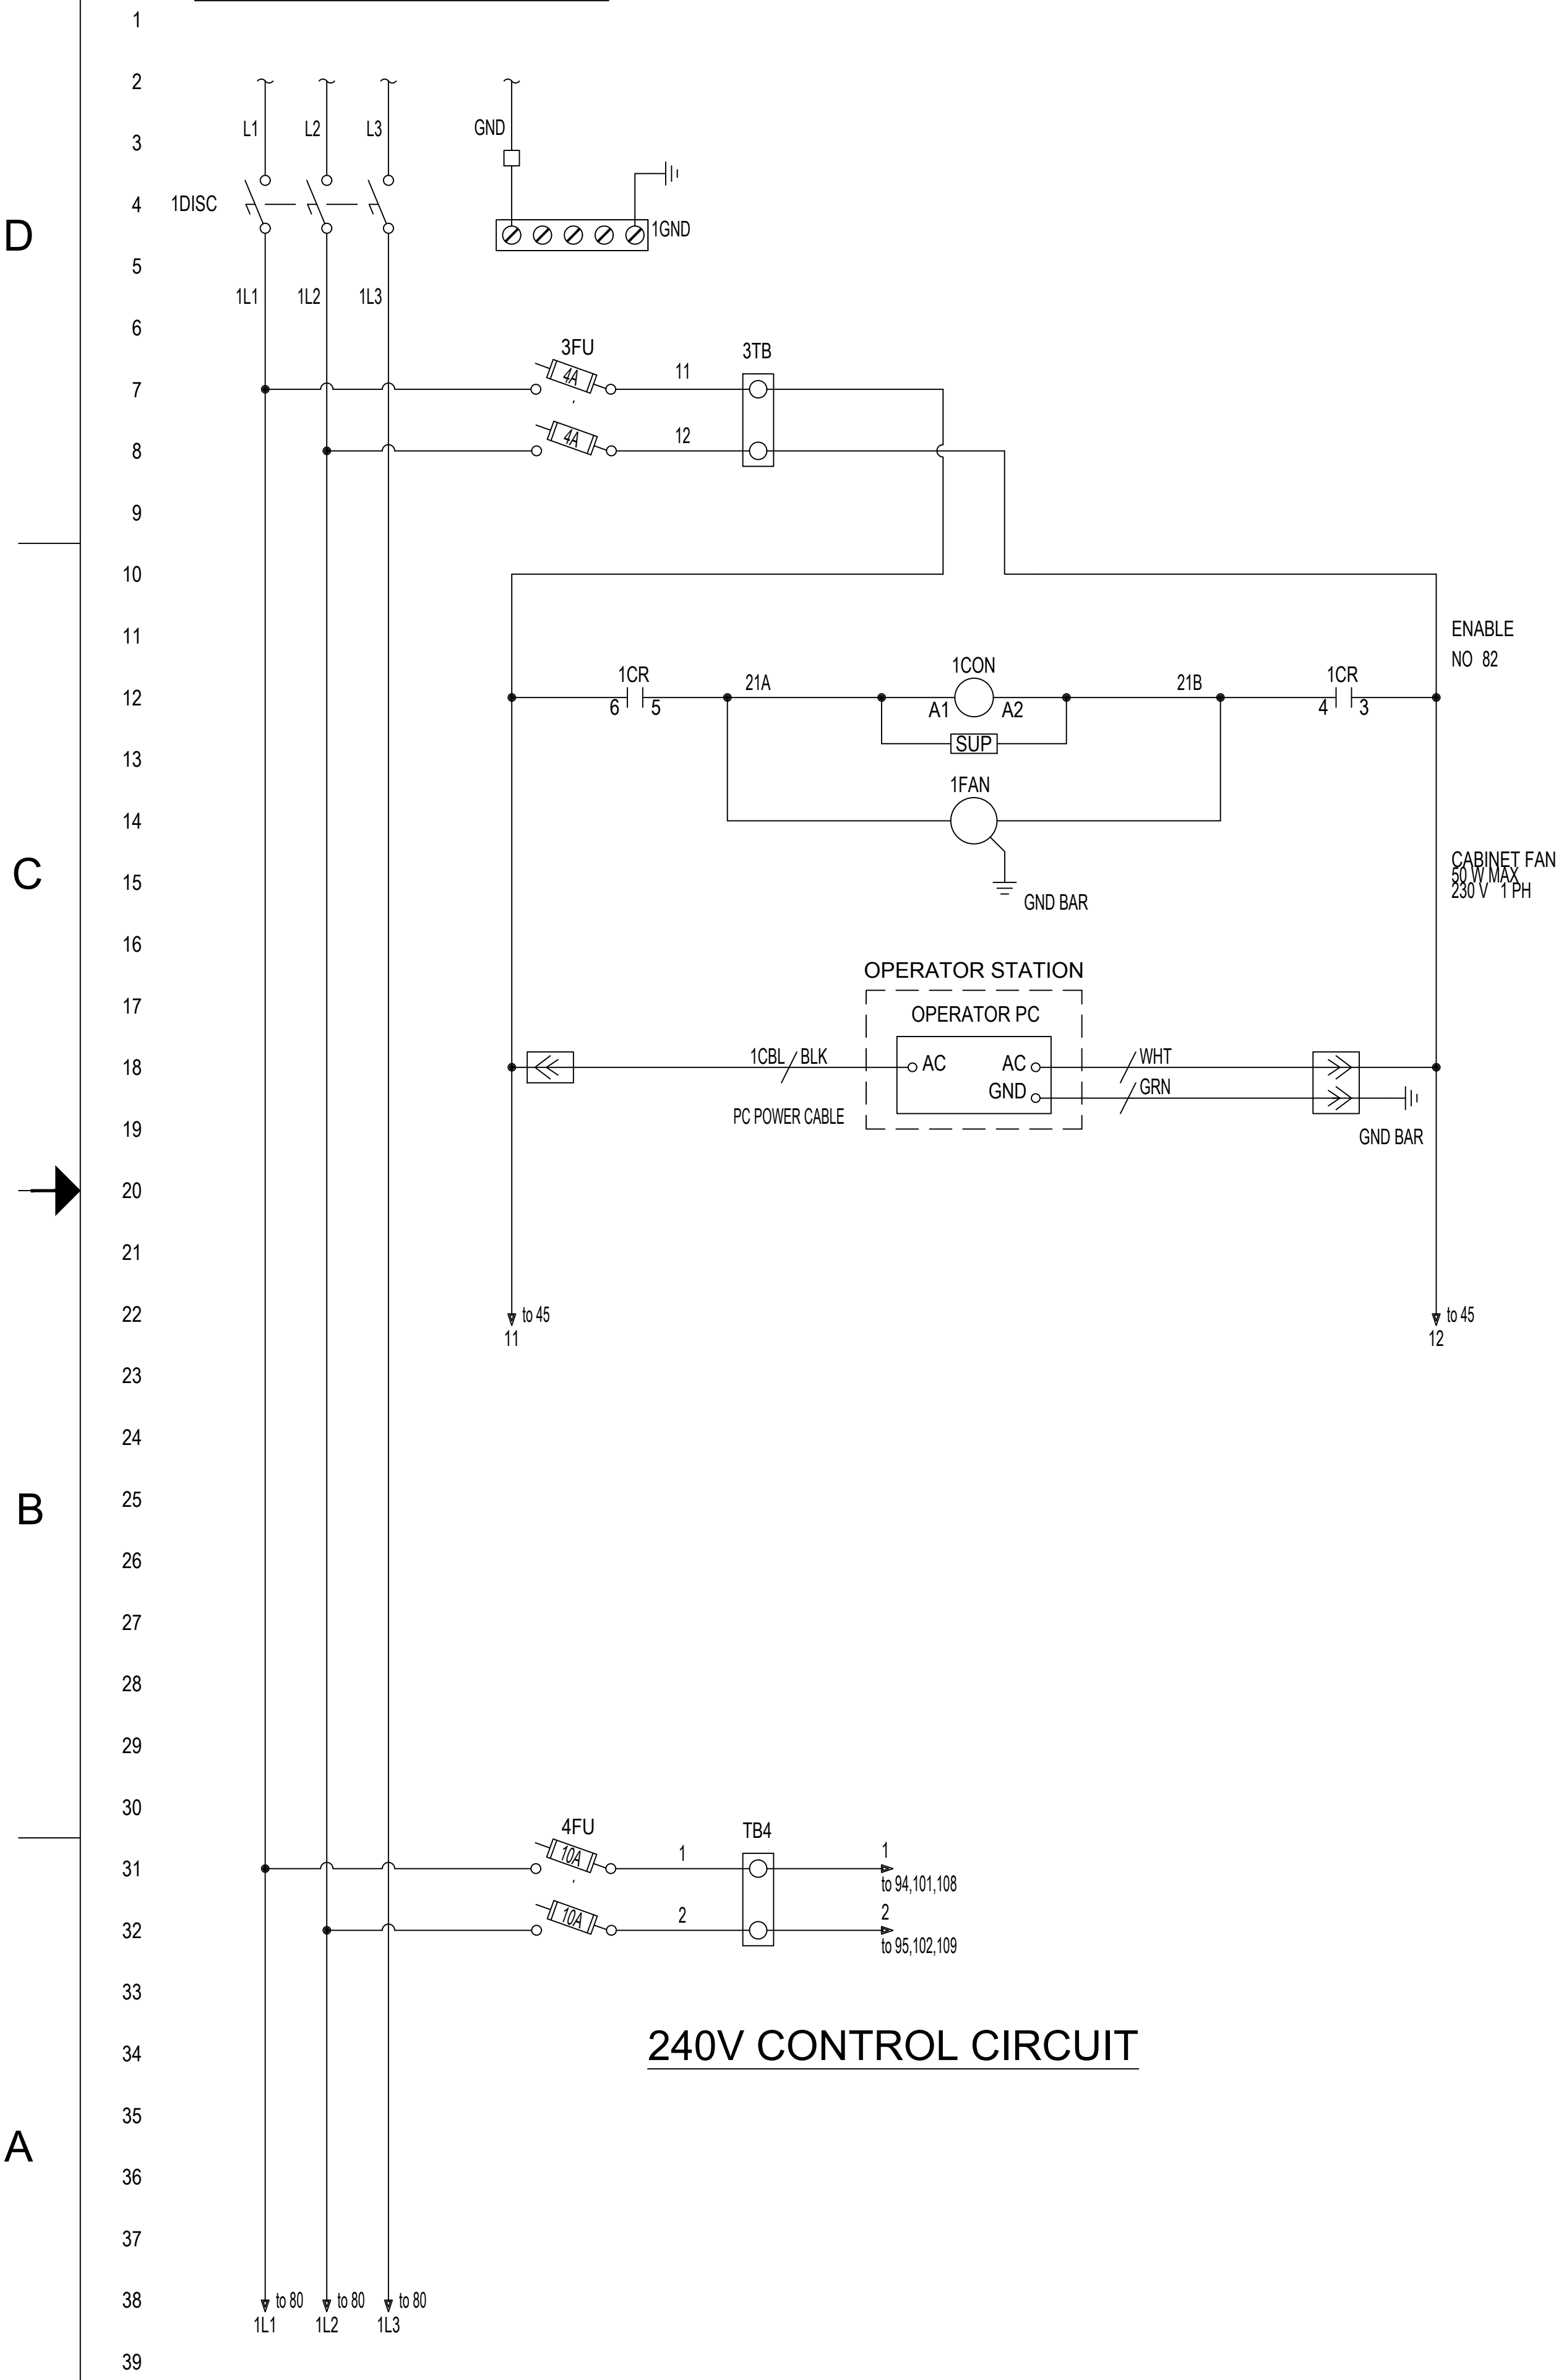 1
2
L1 L2 L3 GND
3
1DISC
4
D
1GND
5
1L1 1L2 1L3
6
3FU 3TB
4A 11
7
4A 12
8
9
10
11 ENABLE
NO 82
1CR 1CON 1CR
12
21A 21B
6 5 A1 A2 4 3
SUP
13
1FAN
14
CABINET FAN
50 W MAX
230 V 1 PH
C
15
GND BAR
16
OPERATOR STATION
17
OPERATOR PC
18
1CBL BLK AC AC WHT
GND GRN
PC POWER CABLE
19
GND BAR
20
21
22
to 45 to 45
11 12
23
24
25
B
26
27
28
29
30
4FU TB4
10A 1 1
31
to 94,101,108
10A 2 2
32
to 95,102,109
33
34
240V CONTROL CIRCUIT
35
A
36
37
38
to 80 to 80 to 80
1L1 1L2 1L3
39